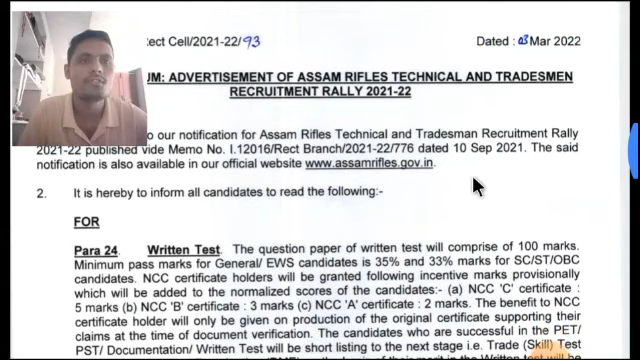 Rect Cell/2021-22/93
Dated : 03 Mar 2022
UM: ADVERTISEMENT OF ASSAM RIFLES TECHNICAL AND TRADESMEN
RECRUITMENT RALLY 2021-22
to our notification for Assam Rifles Technical and Tradesman Recruitment Rally
2021-22 published vide Memo No. I.12016/Rect Branch/2021-22/776 dated 10 Sep 2021. The said
notification is also available in our official website www.assamrifles.gov.in.
2. It is hereby to inform all candidates to read the following:-
FOR
Para 24. Written Test. The question paper of written test will comprise of 100 marks.
Minimum pass marks for General/ EWS candidates is 35% and 33% marks for SC/ST/OBC
candidates. NCC certificate holders will be granted following incentive marks provisionally
which will be added to the normalized scores of the candidates:- (a) NCC 'C' certificate :
5 marks (b) NCC 'B' certificate : 3 marks (c) NCC 'A' certificate : 2 marks. The benefit to NCC
certificate holder will only be given on production of the original certificate supporting their
claims at the time of document verification. The candidates who are successful in the PET/
PST/ Documentation/ Written Test will be short listing to the next stage i.e. Trade (Skill) Test